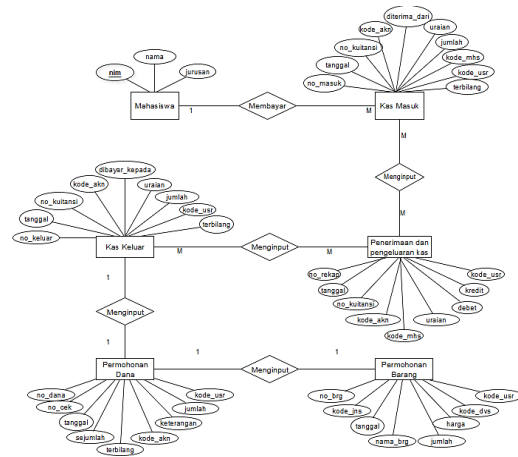 diterima_dari
kode_akn
uraian
nama
no_kuitansi
jumlah
nim
jurusan
tanggal
kode_mhs
kode_usr
no_masuk
terbilang
Mahasiswa
Membayar
Kas Masuk
1
M
M
Menginput
dibayar_kepada
kode_akn
uraian
no_kuitansi
jumlah
kode_usr
tanggal
terbilang
no_keluar
M
Kas Keluar
Menginput
Penerimaan dan
pengeluaran kas
M
M
1
no_rekap
kode_usr
tanggal
kredit
no_kuitansi
debet
kode_akn
uraian
kode_mhs
Menginput
1
1
1
Permohonan
Dana
Menginput
Permohonan
Barang
no_dana
kode_usr
no_cek
jumlah
tanggal
keterangan
sejumlah
kode_akn
terbilang
no_brg
kode_usr
kode_jns
kode_dvs
tanggal
harga
nama_brg
jumlah